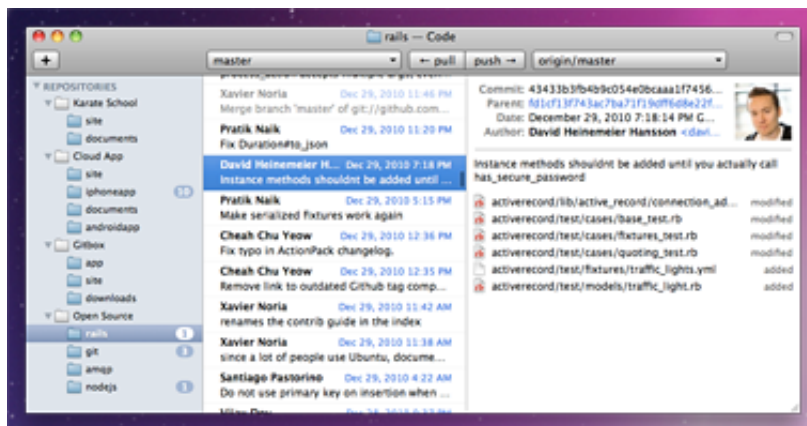 rails — Code
+
master
← pull
push →
origin/master
REPOSITORIES
Karate School
site
documents
Cloud App
site
iphoneapp
documents
androidapp
Gitbox
app
site
downloads
Open Source
rails 1
git
amqp
nodejs
Xavier Noria Dec 29, 2010 11:46 PM
Merge branch 'master' of git://github.com...
Pratik Naik Dec 29, 2010 11:20 PM
Fix Duration#to_json
David Heinemeier H... Dec 29, 2010 7:18 PM
Instance methods shouldnt be added until ...
Pratik Naik Dec 29, 2010 5:15 PM
Make serialized fixtures work again
Cheah Chu Yeow Dec 29, 2010 12:36 PM
Fix typo in ActionPack changelog.
Cheah Chu Yeow Dec 29, 2010 12:35 PM
Remove link to outdated Github tag comp...
Xavier Noria Dec 29, 2010 11:42 AM
renames the contrib guide in the index
Xavier Noria Dec 29, 2010 11:38 AM
since a lot of people use Ubuntu, docume...
Santiago Pastorino Dec 29, 2010 4:22 AM
Do not use primary key on insertion when ...
Commit:
Parent:
Date: December 29, 2010 7:18:14 PM G...
Author: David Heinemeier Hansson <davi...
Instance methods shouldnt be added until you actually call
has_secure_password
activerecord/lib/active_record/connection_ad... modified
activerecord/test/cases/base_test.rb modified
activerecord/test/cases/fixtures_test.rb modified
activerecord/test/cases/quoting_test.rb modified
activerecord/test/fixtures/traffic_lights.yml added
activerecord/test/models/traffic_light.rb added